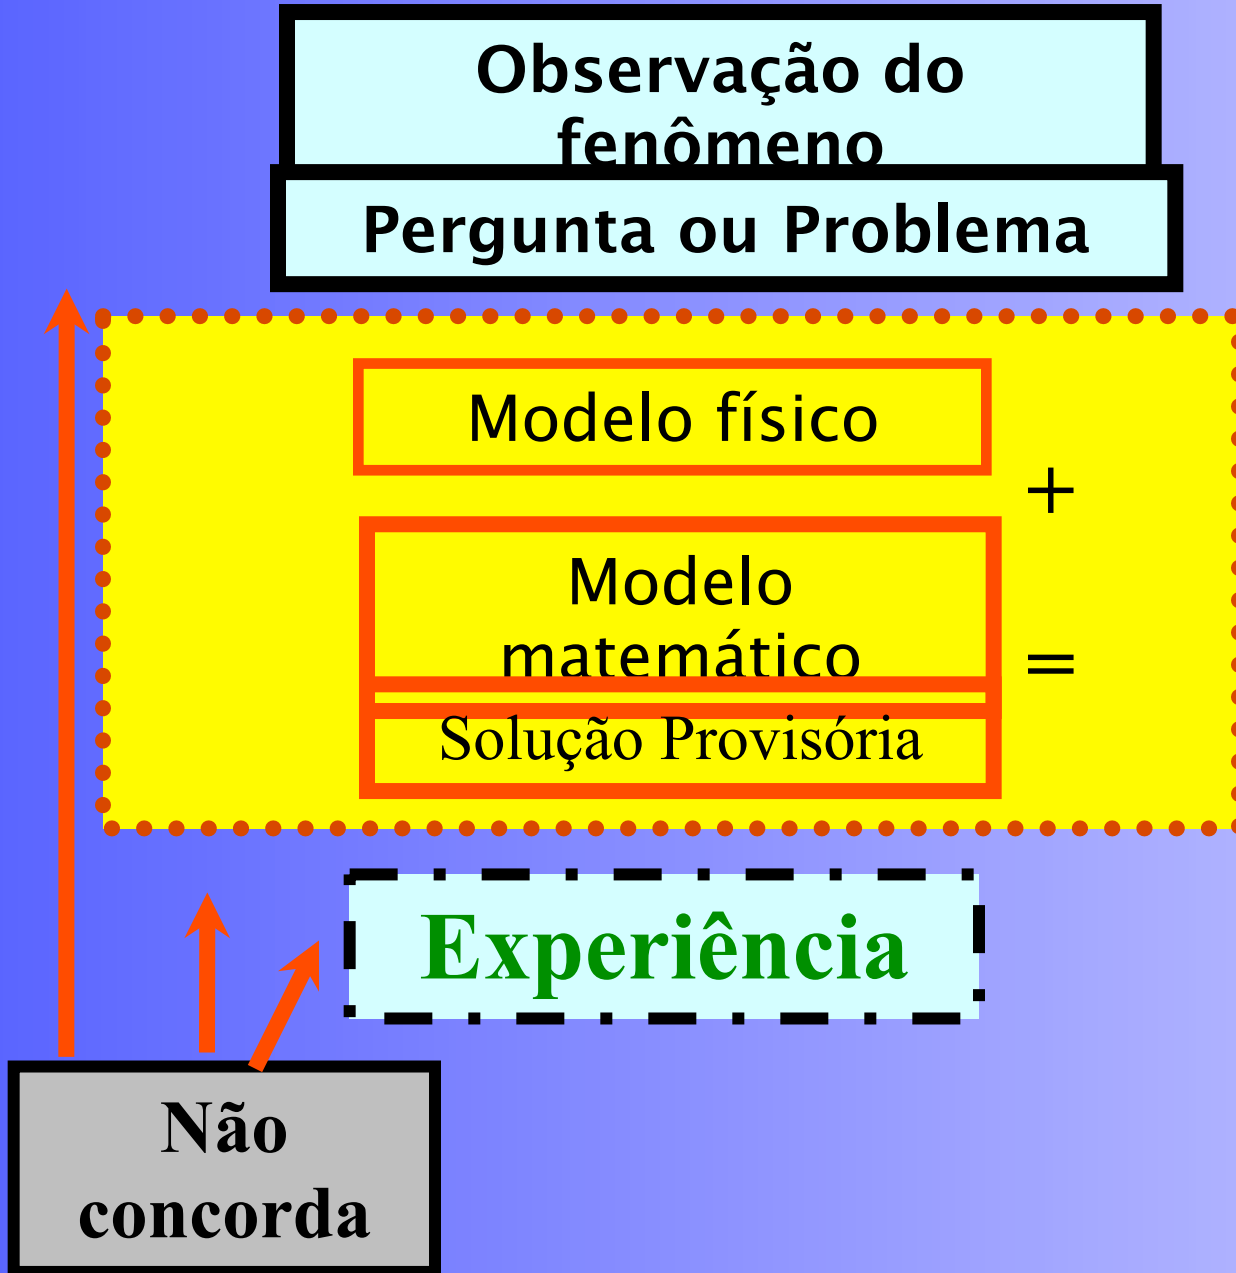 Observação do
fenômeno
Pergunta ou Problema
Modelo físico
+
Modelo
matemático
=
Solução Provisória
Experiência
Não
concorda